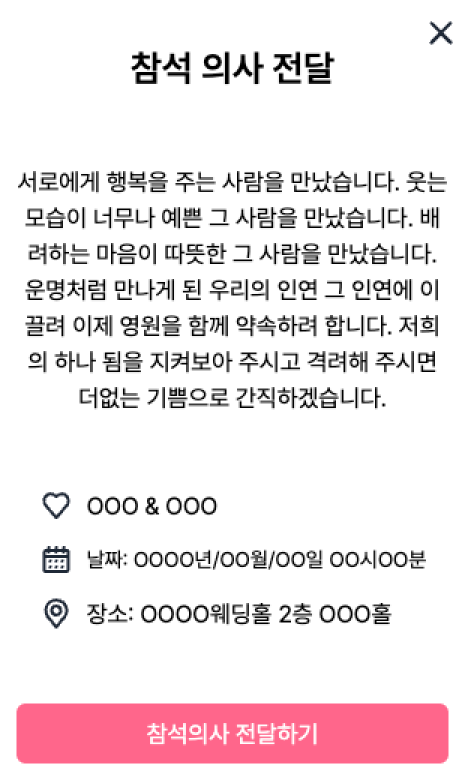 참석 의사 전달
서로에게 행복을 주는 사람을 만났습니다. 웃는
모습이 너무나 예쁜 그 사람을 만났습니다. 배
려하는 마음이 따뜻한 그 사람을 만났습니다.
운명처럼 만나게 된 우리의 인연 그 인연에 이
끌려 이제 영원을 함께 약속하려 합니다. 저희
의 하나 됨을 지켜보아 주시고 격려해 주시면
더없는 기쁨으로 간직하겠습니다.
OOO & OOO
날짜: OOOO년/OO월/OO일 OO시OO분
장소: OOOO웨딩홀 2층 OOO홀
참석의사 전달하기